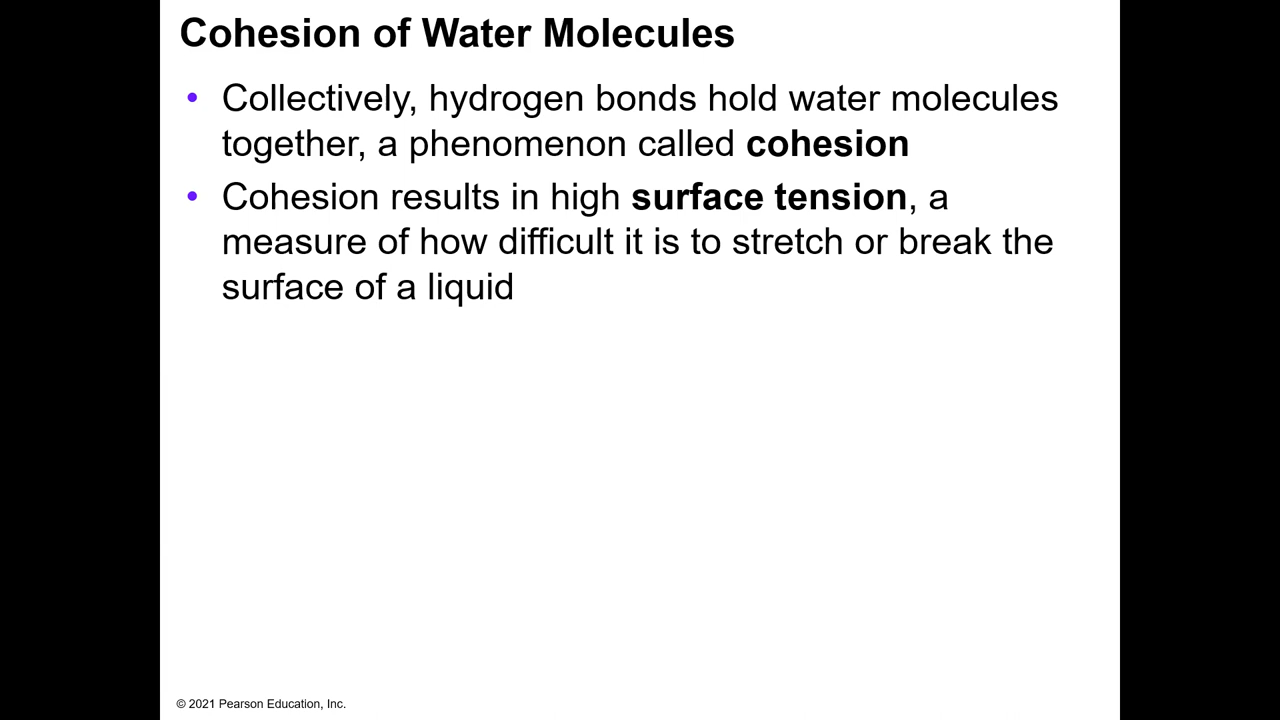 Cohesion of Water Molecules
• Collectively, hydrogen bonds hold water molecules
together, a phenomenon called cohesion
• Cohesion results in high surface tension, a
measure of how difficult it is to stretch or break the
surface of a liquid
© 2021 Pearson Education, Inc.